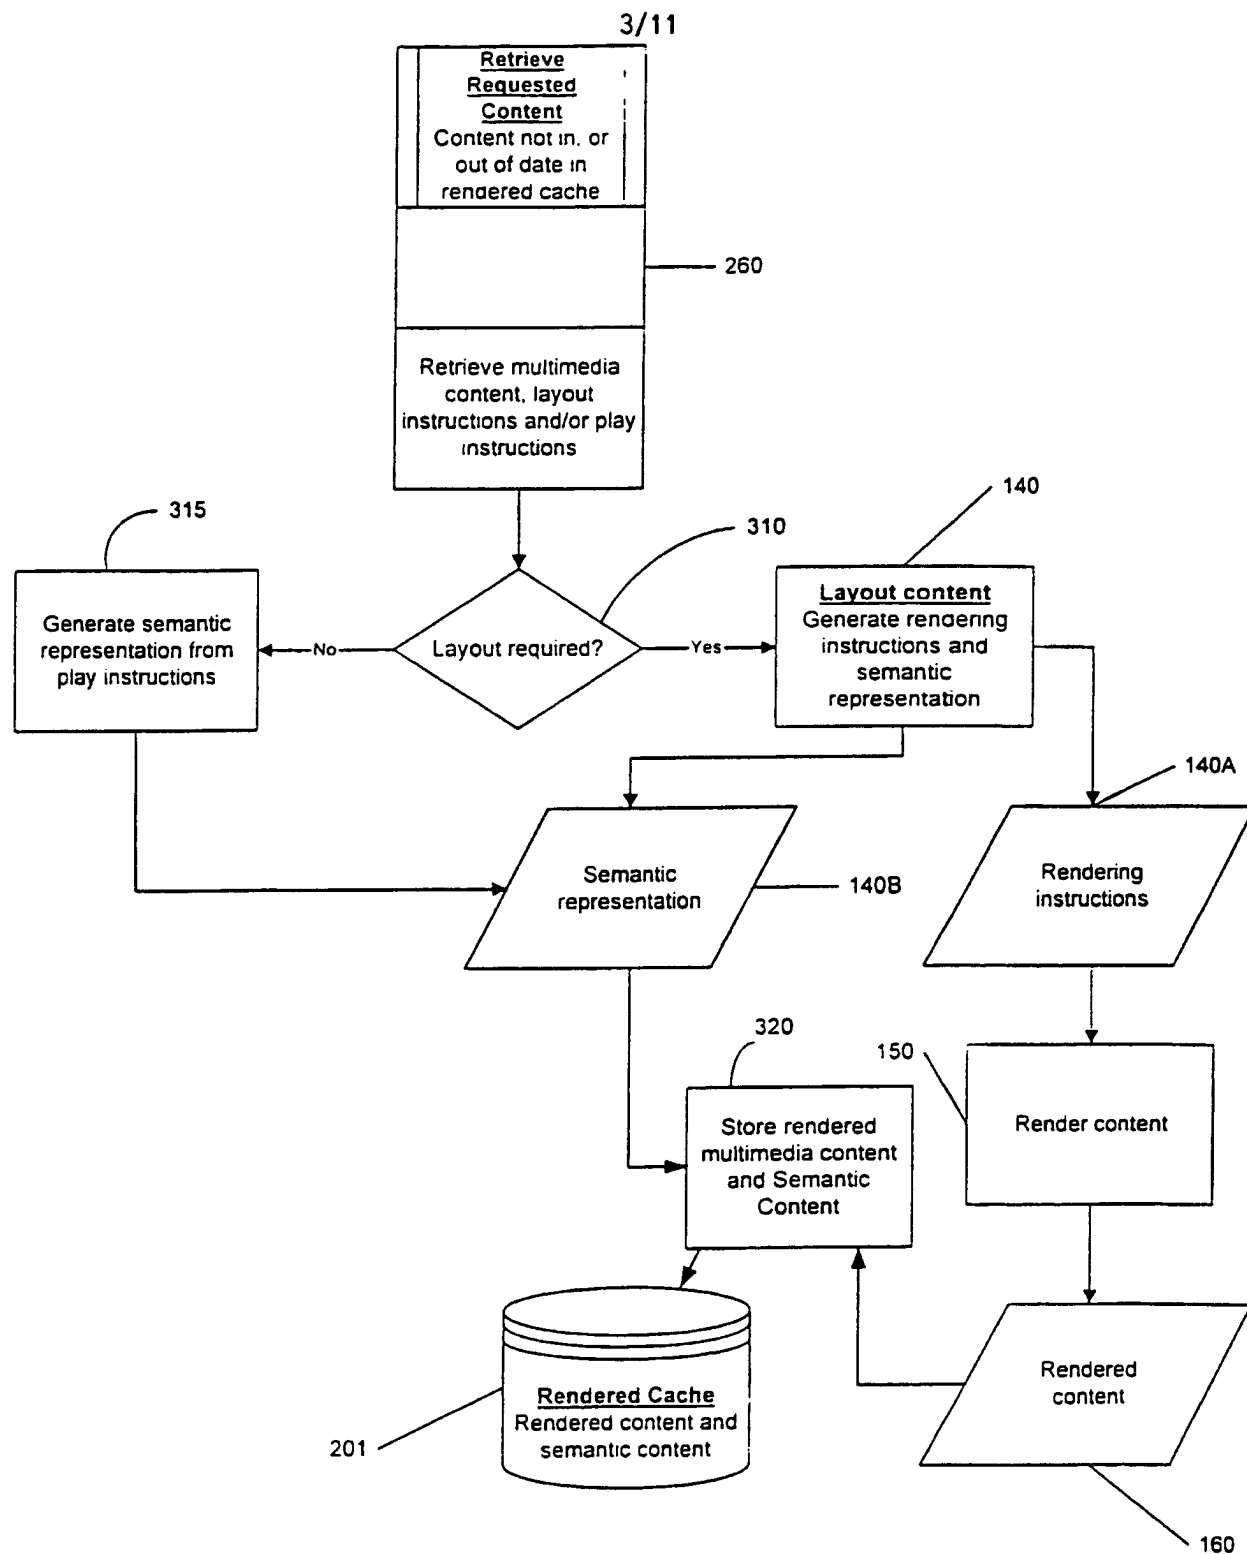 3/11
Retrieve
Requested
Content
Content not in, or
out of date in
rendered cache
260
Retrieve multimedia
content, layout
instructions and/or play
instructions
315
310
140
Generate semantic
representation from
play instructions
No
Layout required?
Yes
Layout content
Generate rendering
instructions and
semantic
representation
140A
Semantic
representation
140B
Rendering
instructions
320
150
Store rendered
multimedia content
and Semantic
Content
Render content
Rendered Cache
Rendered content and
semantic content
201
Rendered
content
160